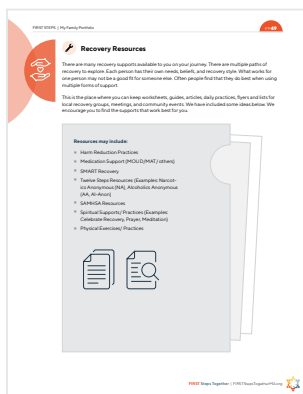 FIRST STEPS | My Family Portfolio
69
Recovery Resources
There are many recovery supports available to you on your journey. There are multiple paths of
recovery to explore. Each person has their own needs, beliefs, and recovery style. What works for
one person may not be a good fit for someone else. Often people find that they do best when using
multiple forms of support.
This is the place where you can keep worksheets, guides, articles, daily practices, flyers and lists for
local recovery groups, meetings, and community events. We have included some ideas below. We
encourage you to find the supports that work best for you.
Resources may include:
Harm Reduction Practices
Medication Support (MOUD/MAT/ others)
SMART Recovery
Twelve Steps Resources (Examples: Narcot-
ics Anonymous (NA), Alcoholics Anonymous
(AA, Al-Anon)
SAMHSA Resources
Spiritual Supports/ Practices (Examples:
Celebrate Recovery, Prayer, Meditation)
Physical Exercises/ Practices
FIRST Steps Together | FIRSTStepsTogetherMA.org